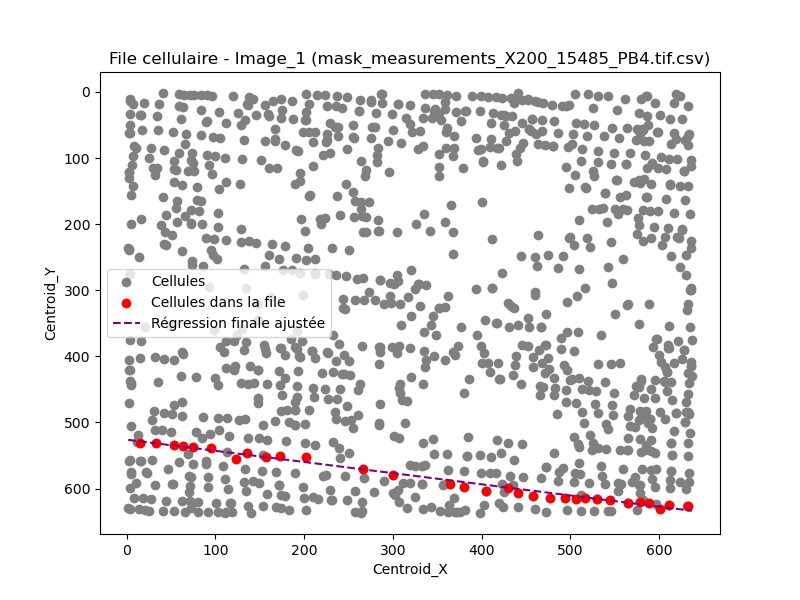 File cellulaire - Image_1 (mask_measurements_X200_15485_PB4.tif.csv)
0
100
200
300
400
500
600
Centroid_Y
Cellules
Cellules dans la file
Régression finale ajustée
0 100 200 300 400 500 600
Centroid_X